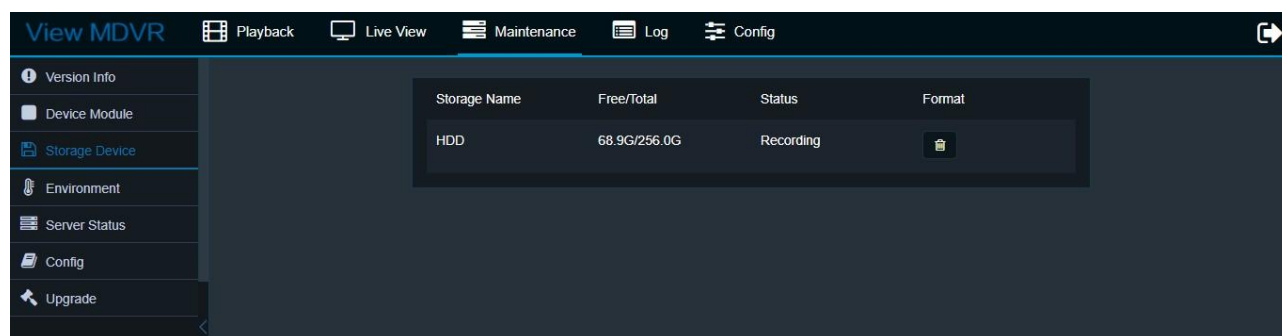 View MDVR Playback Live View Maintenance Log Config
Version Info
Device Module
Storage Device
Environment
Server Status
Config
Upgrade
Storage Name Free/Total Status Format
HDD 68.9G/256.0G Recording